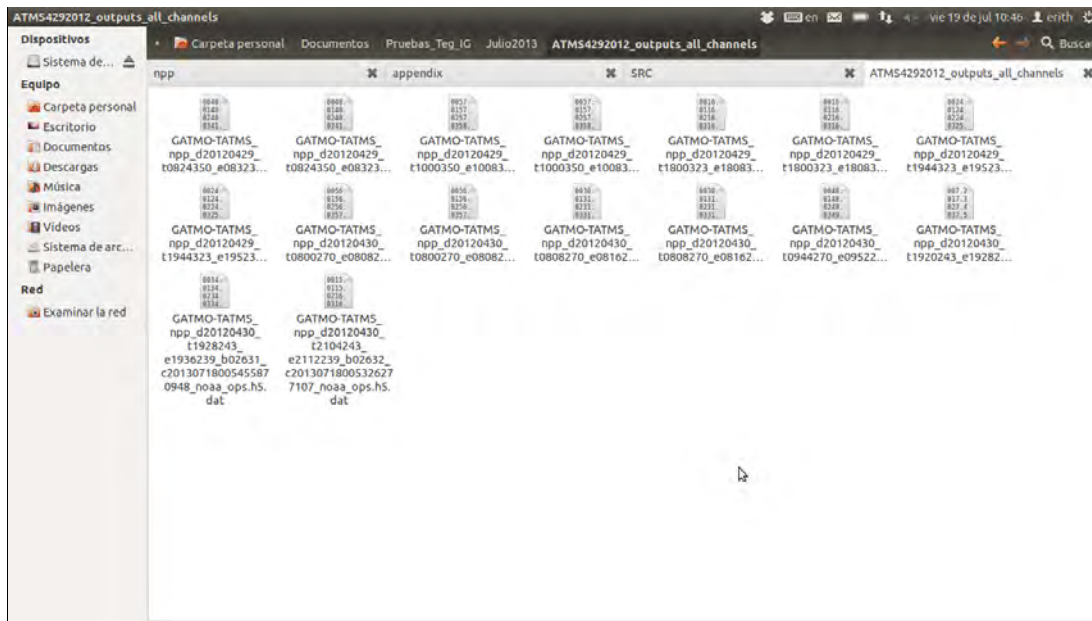 ATMS4292012_outputs_all_channels
en
vie 19 de jul 10:46
erith
Dispositivos
Sistema de...
Equipo
Carpeta personal
Escritorio
Documentos
Descargas
Música
Imágenes
Vídeos
Sistema de arc...
Papelera
Red
Examinar la red
Carpeta personal Documentos Pruebas_Teg_IG Julio2013 ATMS4292012_outputs_all_channels
Busca
npp appendix SRC ATMS4292012_outputs_all_channels
GATMO-TATMS_
npp_d20120429_
t0824350_e08323...
GATMO-TATMS_
npp_d20120429_
t0824350_e08323...
GATMO-TATMS_
npp_d20120429_
t1000350_e10083...
GATMO-TATMS_
npp_d20120429_
t1000350_e10083...
GATMO-TATMS_
npp_d20120429_
t1800323_e18083...
GATMO-TATMS_
npp_d20120429_
t1800323_e18083...
GATMO-TATMS_
npp_d20120429_
t1944323_e19523...
GATMO-TATMS_
npp_d20120429_
t1944323_e19523...
GATMO-TATMS_
npp_d20120430_
t0800270_e08082...
GATMO-TATMS_
npp_d20120430_
t0800270_e08082...
GATMO-TATMS_
npp_d20120430_
t0808270_e08162...
GATMO-TATMS_
npp_d20120430_
t0808270_e08162...
GATMO-TATMS_
npp_d20120430_
t0944270_e09522...
GATMO-TATMS_
npp_d20120430_
t1920243_e19282...
GATMO-TATMS_
npp_d20120430_
t1928243_
e1936239_b02631_
c2013071800545587
0948_noaa_ops.h5.
dat
GATMO-TATMS_
npp_d20120430_
t2104243_
e2112239_b02632_
c2013071800532627
7107_noaa_ops.h5.
dat